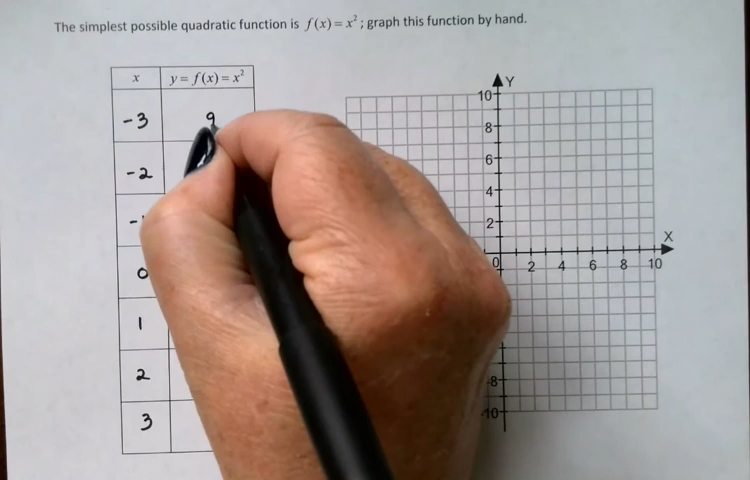 The simplest possible quadratic function is f(x) = x²; graph this function by hand.
x y = f(x) = x²
-3 9
-2
-1
0
1
2
3
Y
10
8
6
4
2
0 2 4 6 8 10
X
-8
-10